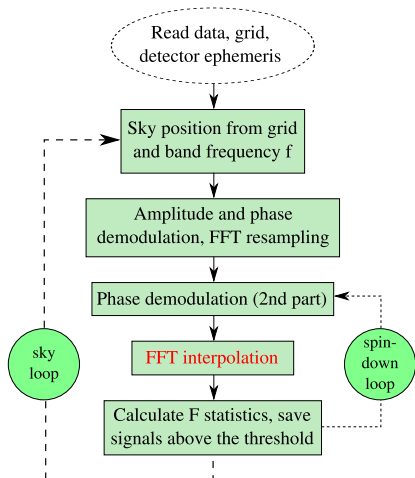 Read data, grid,
detector ephemeris
Sky position from grid
and band frequency f
Amplitude and phase
demodulation, FFT resampling
Phase demodulation (2nd part)
FFT interpolation
sky
loop
spin-
down
loop
Calculate F statistics, save
signals above the threshold